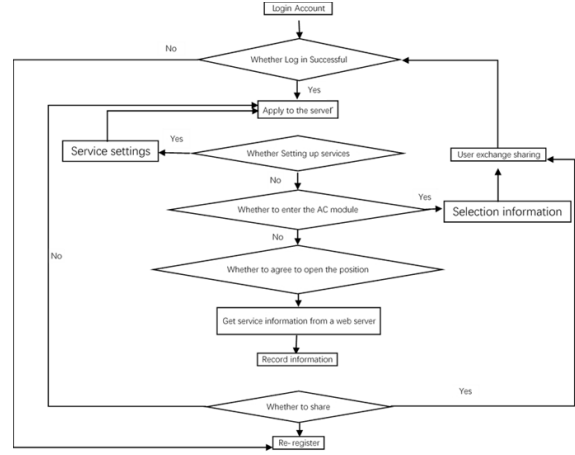 Login Account
No
Whether Log in Successful
Yes
Apply to the server
Service settings
Yes
Whether Setting up services
User exchange sharing
No
Whether to enter the AC module
Yes
Selection information
No
No
Whether to agree to open the position
Get service information from a web server
Record information
Yes
Whether to share
Re- register